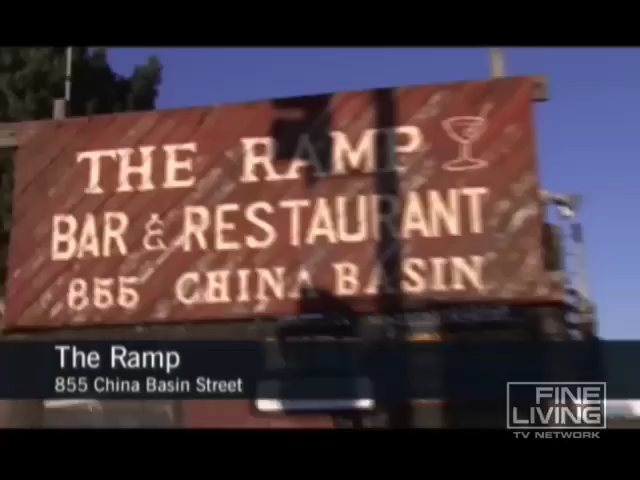 THE RAMP
BAR & RESTAURANT
855 CHINA BASIN
The Ramp
855 China Basin Street
FINE
LIVING
TV NETWORK